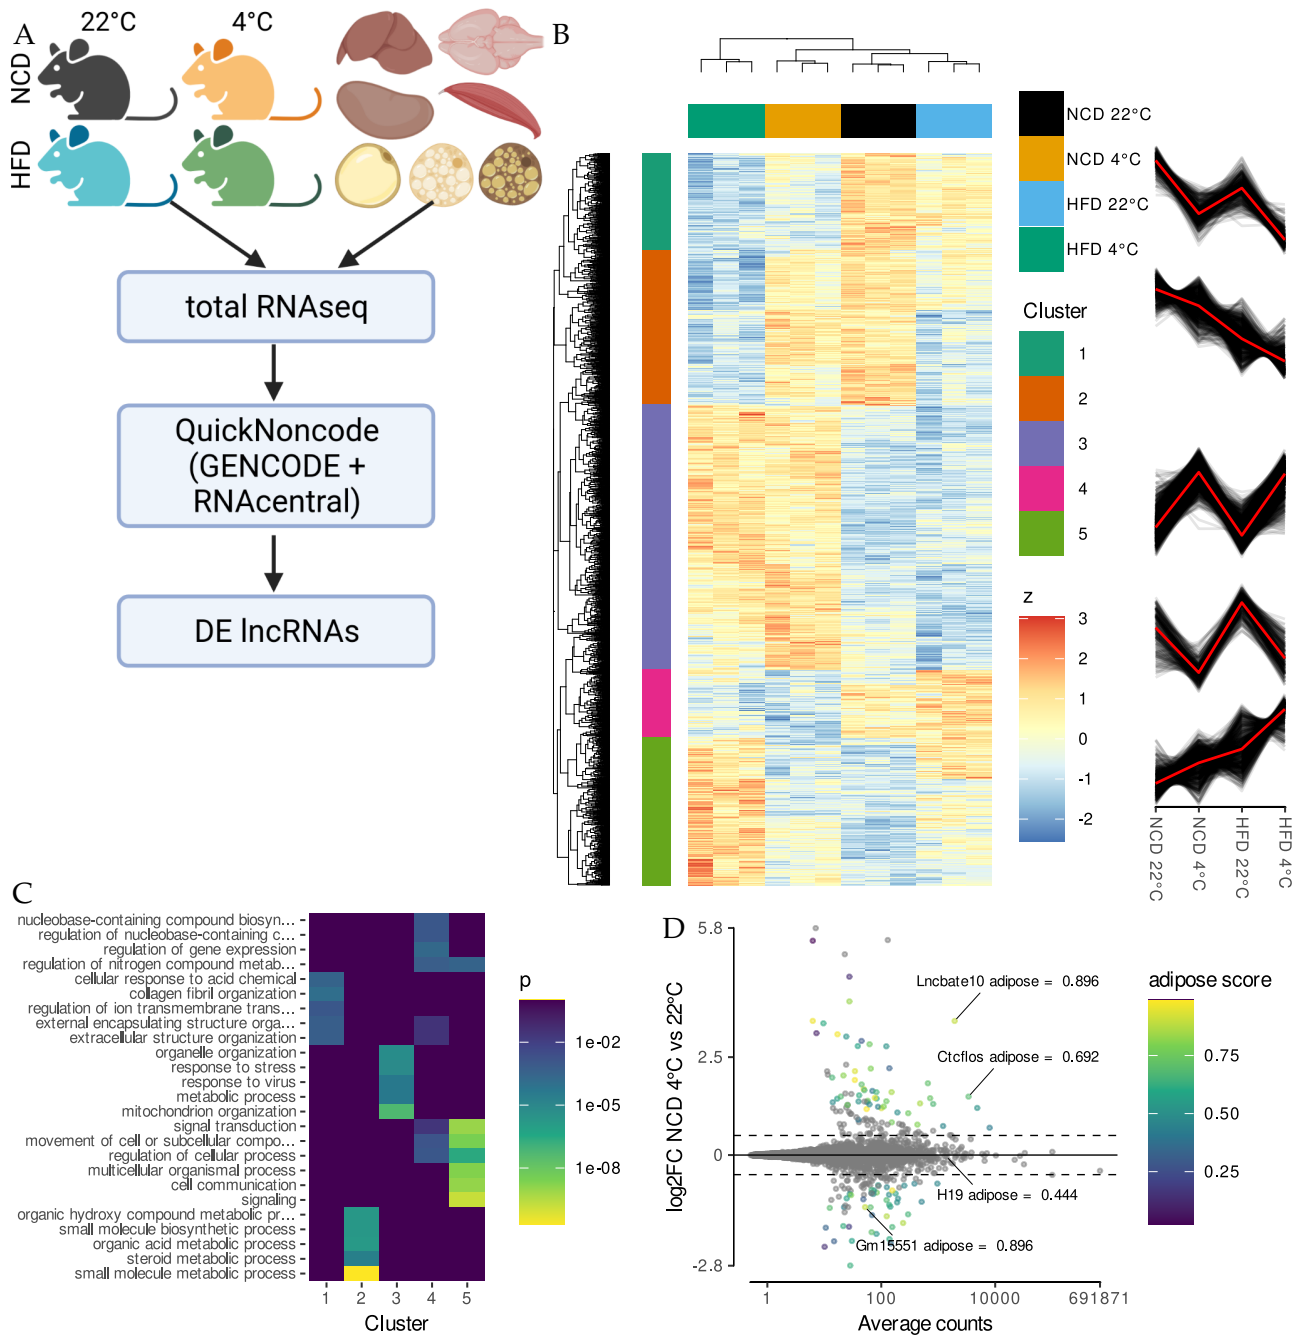 A
22°C
4°C
NCD
HFD
total RNAseq
QuickNoncode
(GENCODE +
RNAcentral)
DE lncRNAs
B
NCD 22°C
NCD 4°C
HFD 22°C
HFD 4°C
Cluster
1
2
3
4
5
z
3
2
1
0
-1
-2
NCD 22°C
NCD 4°C
HFD 22°C
HFD 4°C
C
nucleobase-containing compound biosyn...
regulation of nucleobase-containing c...
regulation of gene expression
regulation of nitrogen compound metab...
cellular response to acid chemical
collagen fibril organization
regulation of ion transmembrane trans...
external encapsulating structure orga...
extracellular structure organization
organelle organization
response to stress
response to virus
metabolic process
mitochondrion organization
signal transduction
movement of cell or subcellular compo...
regulation of cellular process
multicellular organismal process
cell communication
signaling
organic hydroxy compound metabolic pr...
small molecule biosynthetic process
organic acid metabolic process
steroid metabolic process
small molecule metabolic process
1 2 3 4 5
Cluster
p
1e-02
1e-05
1e-08
D
log2FC NCD 4°C vs 22°C
5.8
2.5
0
-2.8
Lncbate10 adipose = 0.896
Ctcflos adipose = 0.692
H19 adipose = 0.444
Gm15551 adipose = 0.896
1 100 10000 691871
Average counts
adipose score
0.75
0.50
0.25